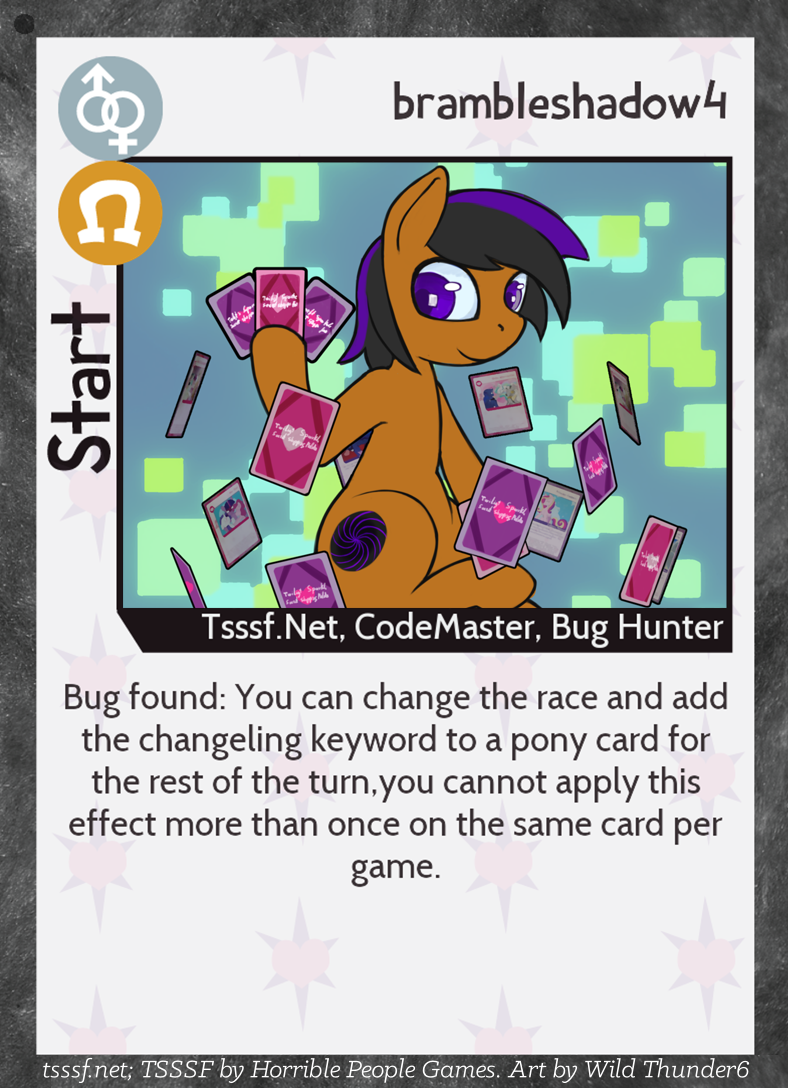 brambleshadow4
Start
Tsssf.Net, CodeMaster, Bug Hunter
Bug found: You can change the race and add
the changeling keyword to a pony card for
the rest of the turn,you cannot apply this
effect more than once on the same card per
game.
tsssf.net; TSSSF by Horrible People Games. Art by Wild Thunder6